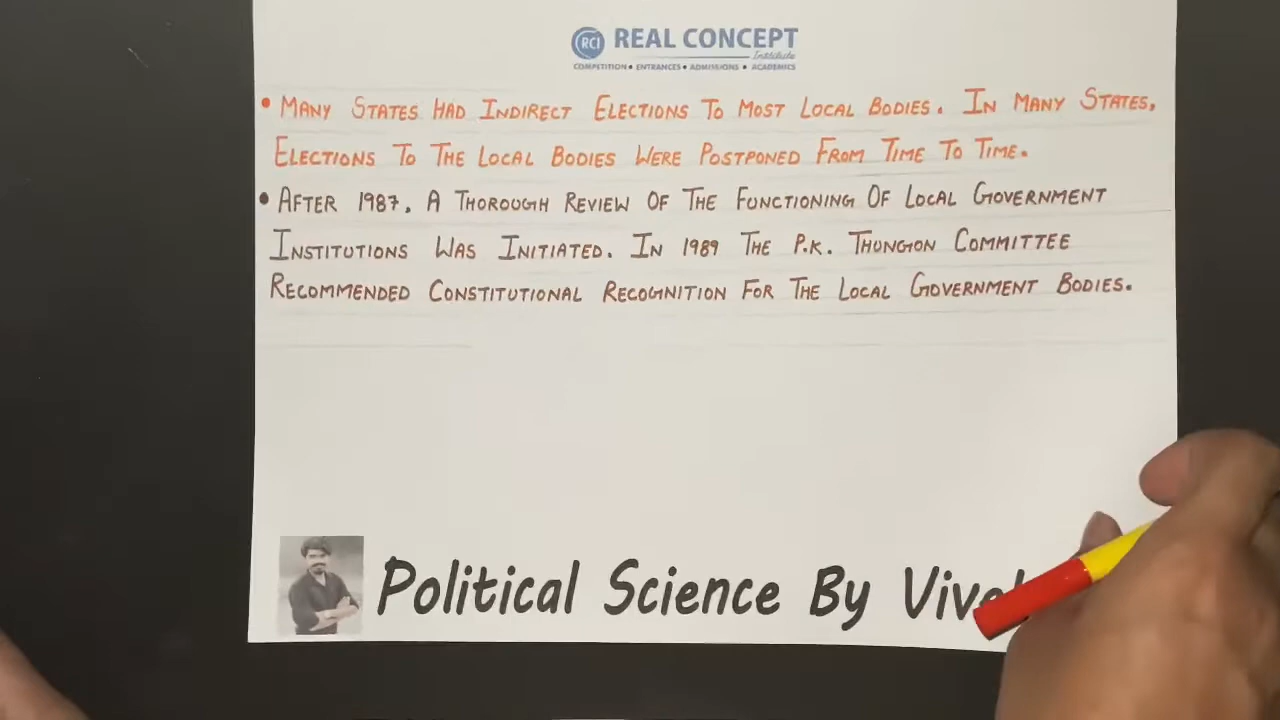 RCI REAL CONCEPT
Institute
COMPETITION • ENTRANCES • ADMISSIONS • ACADEMICS
• MANY STATES HAD INDIRECT ELECTIONS TO MOST LOCAL BODIES. IN MANY STATES,
ELECTIONS TO THE LOCAL BODIES WERE POSTPONED FROM TIME TO TIME.
• AFTER 1987, A THOROUGH REVIEW OF THE FUNCTIONING OF LOCAL GOVERNMENT
INSTITUTIONS WAS INITIATED. IN 1989 THE P.K. THUNGON COMMITTEE
RECOMMENDED CONSTITUTIONAL RECOGNITION FOR THE LOCAL GOVERNMENT BODIES.
Political Science By